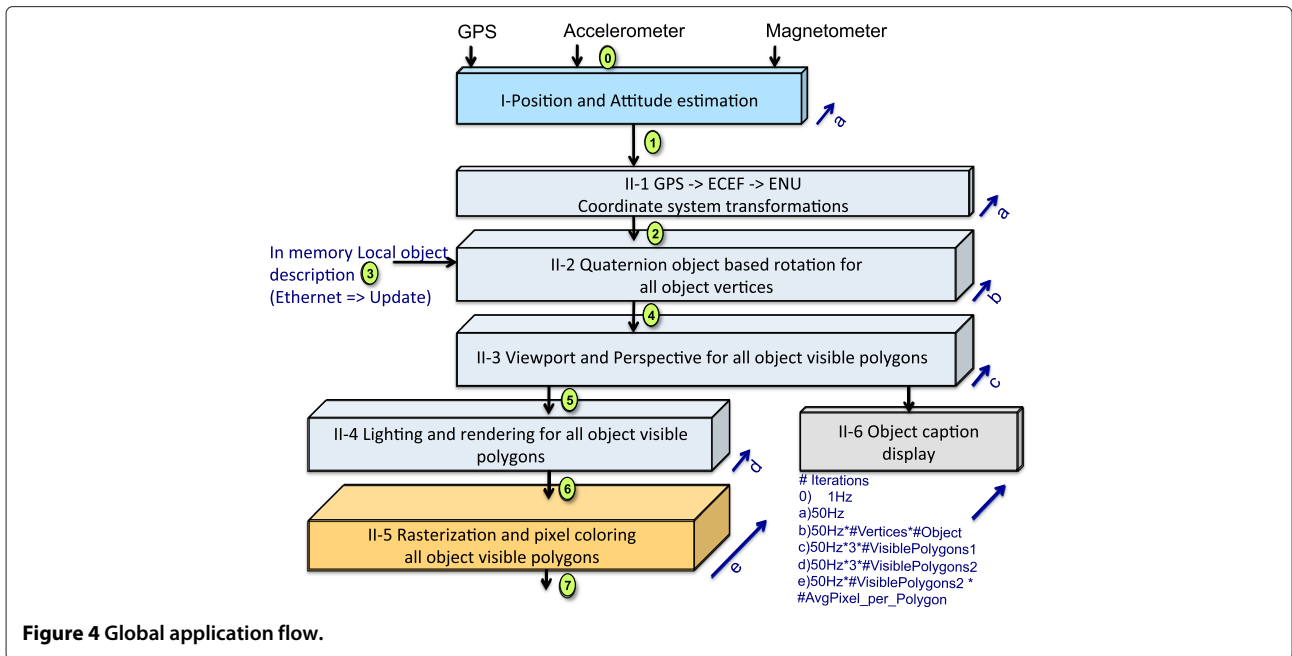 GPS
Accelerometer
Magnetometer
0
I-Position and Attitude estimation
a
1
II-1 GPS -> ECEF -> ENU
Coordinate system transformations
a
2
In memory Local object
description 3
(Ethernet => Update)
II-2 Quaternion object based rotation for
all object vertices
b
4
II-3 Viewport and Perspective for all object visible polygons
c
5
II-4 Lighting and rendering for all object visible
polygons
d
II-6 Object caption
display
6
II-5 Rasterization and pixel coloring
all object visible polygons
e
7
# Iterations
0) 1Hz
a)50Hz
b)50Hz*#Vertices*#Object
c)50Hz*3*#VisiblePolygons1
d)50Hz*3*#VisiblePolygons2
e)50Hz*#VisiblePolygons2 *
#AvgPixel_per_Polygon
Figure 4 Global application flow.